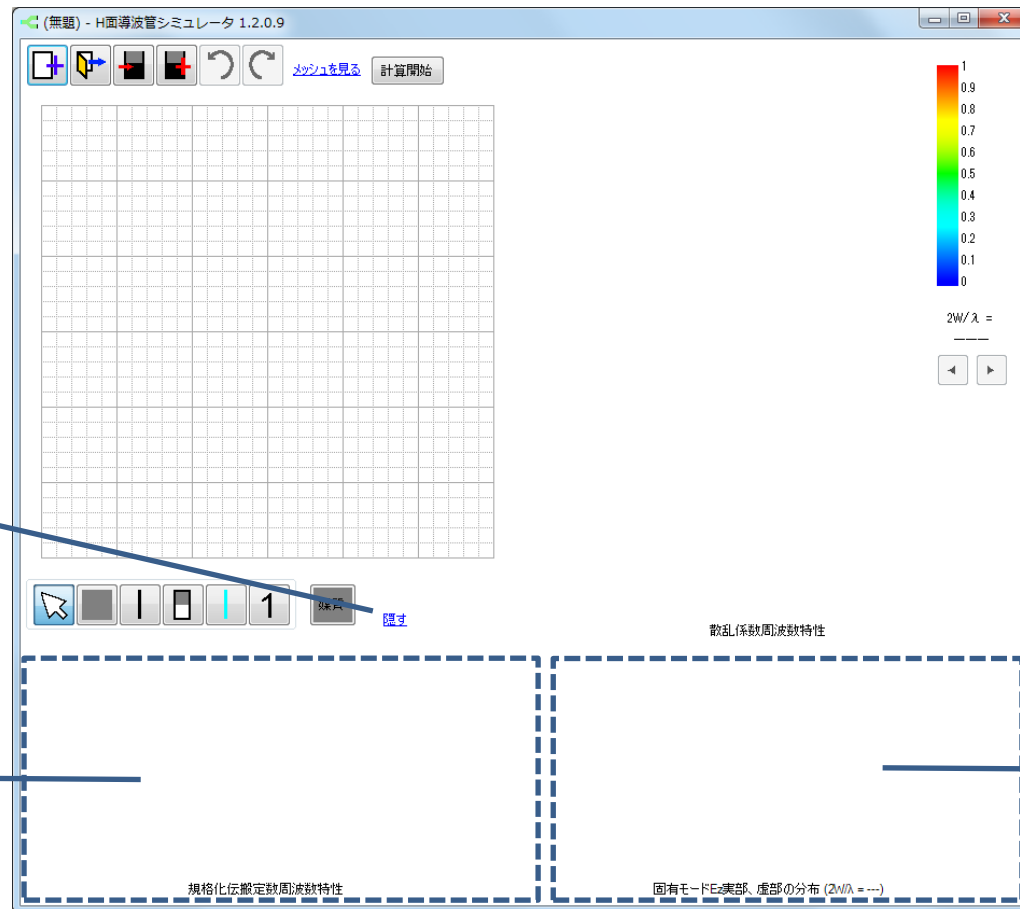 (無題) - H面導波管シミュレータ 1.2.0.9
メッシュを見る
計算開始
1
0.9
0.8
0.7
0.6
0.5
0.4
0.3
0.2
0.1
0
2W/λ =
---
1
媒質
隠す
散乱係数周波数特性
規格化伝搬定数周波数特性
固有モードEz実部、虚部の分布 (2W/λ = ---)